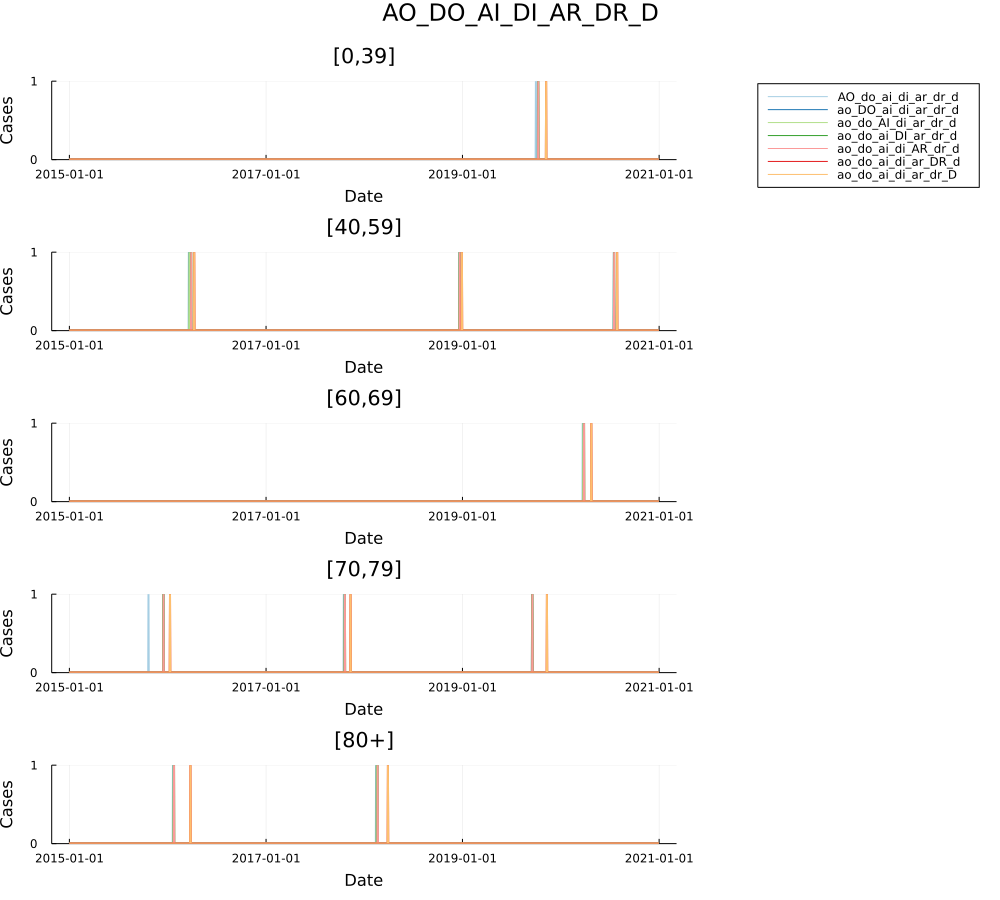 AO_DO_AI_DI_AR_DR_D
[0,39]
Cases
1
0
2015-01-01 2017-01-01 2019-01-01 2021-01-01
Date
AO_do_ai_di_ar_dr_d
ao_DO_ai_di_ar_dr_d
ao_do_AI_di_ar_dr_d
ao_do_ai_DI_ar_dr_d
ao_do_ai_di_AR_dr_d
ao_do_ai_di_ar_DR_d
ao_do_ai_di_ar_dr_D
[40,59]
Cases
1
0
2015-01-01 2017-01-01 2019-01-01 2021-01-01
Date
[60,69]
Cases
1
0
2015-01-01 2017-01-01 2019-01-01 2021-01-01
Date
[70,79]
Cases
1
0
2015-01-01 2017-01-01 2019-01-01 2021-01-01
Date
[80+]
Cases
1
0
2015-01-01 2017-01-01 2019-01-01 2021-01-01
Date